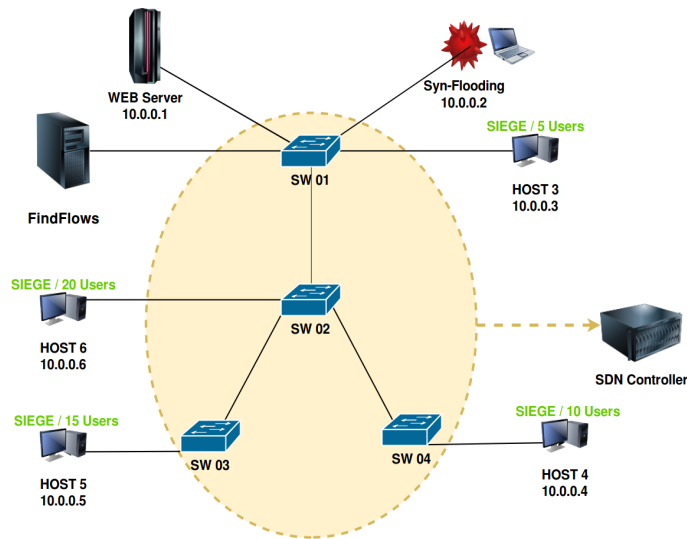 WEB Server
10.0.0.1
Syn-Flooding
10.0.0.2
SIEGE / 5 Users
HOST 3
10.0.0.3
SW 01
FindFlows
SIEGE / 20 Users
HOST 6
10.0.0.6
SW 02
SDN Controller
SIEGE / 15 Users
HOST 5
10.0.0.5
SW 03
SW 04
SIEGE / 10 Users
HOST 4
10.0.0.4